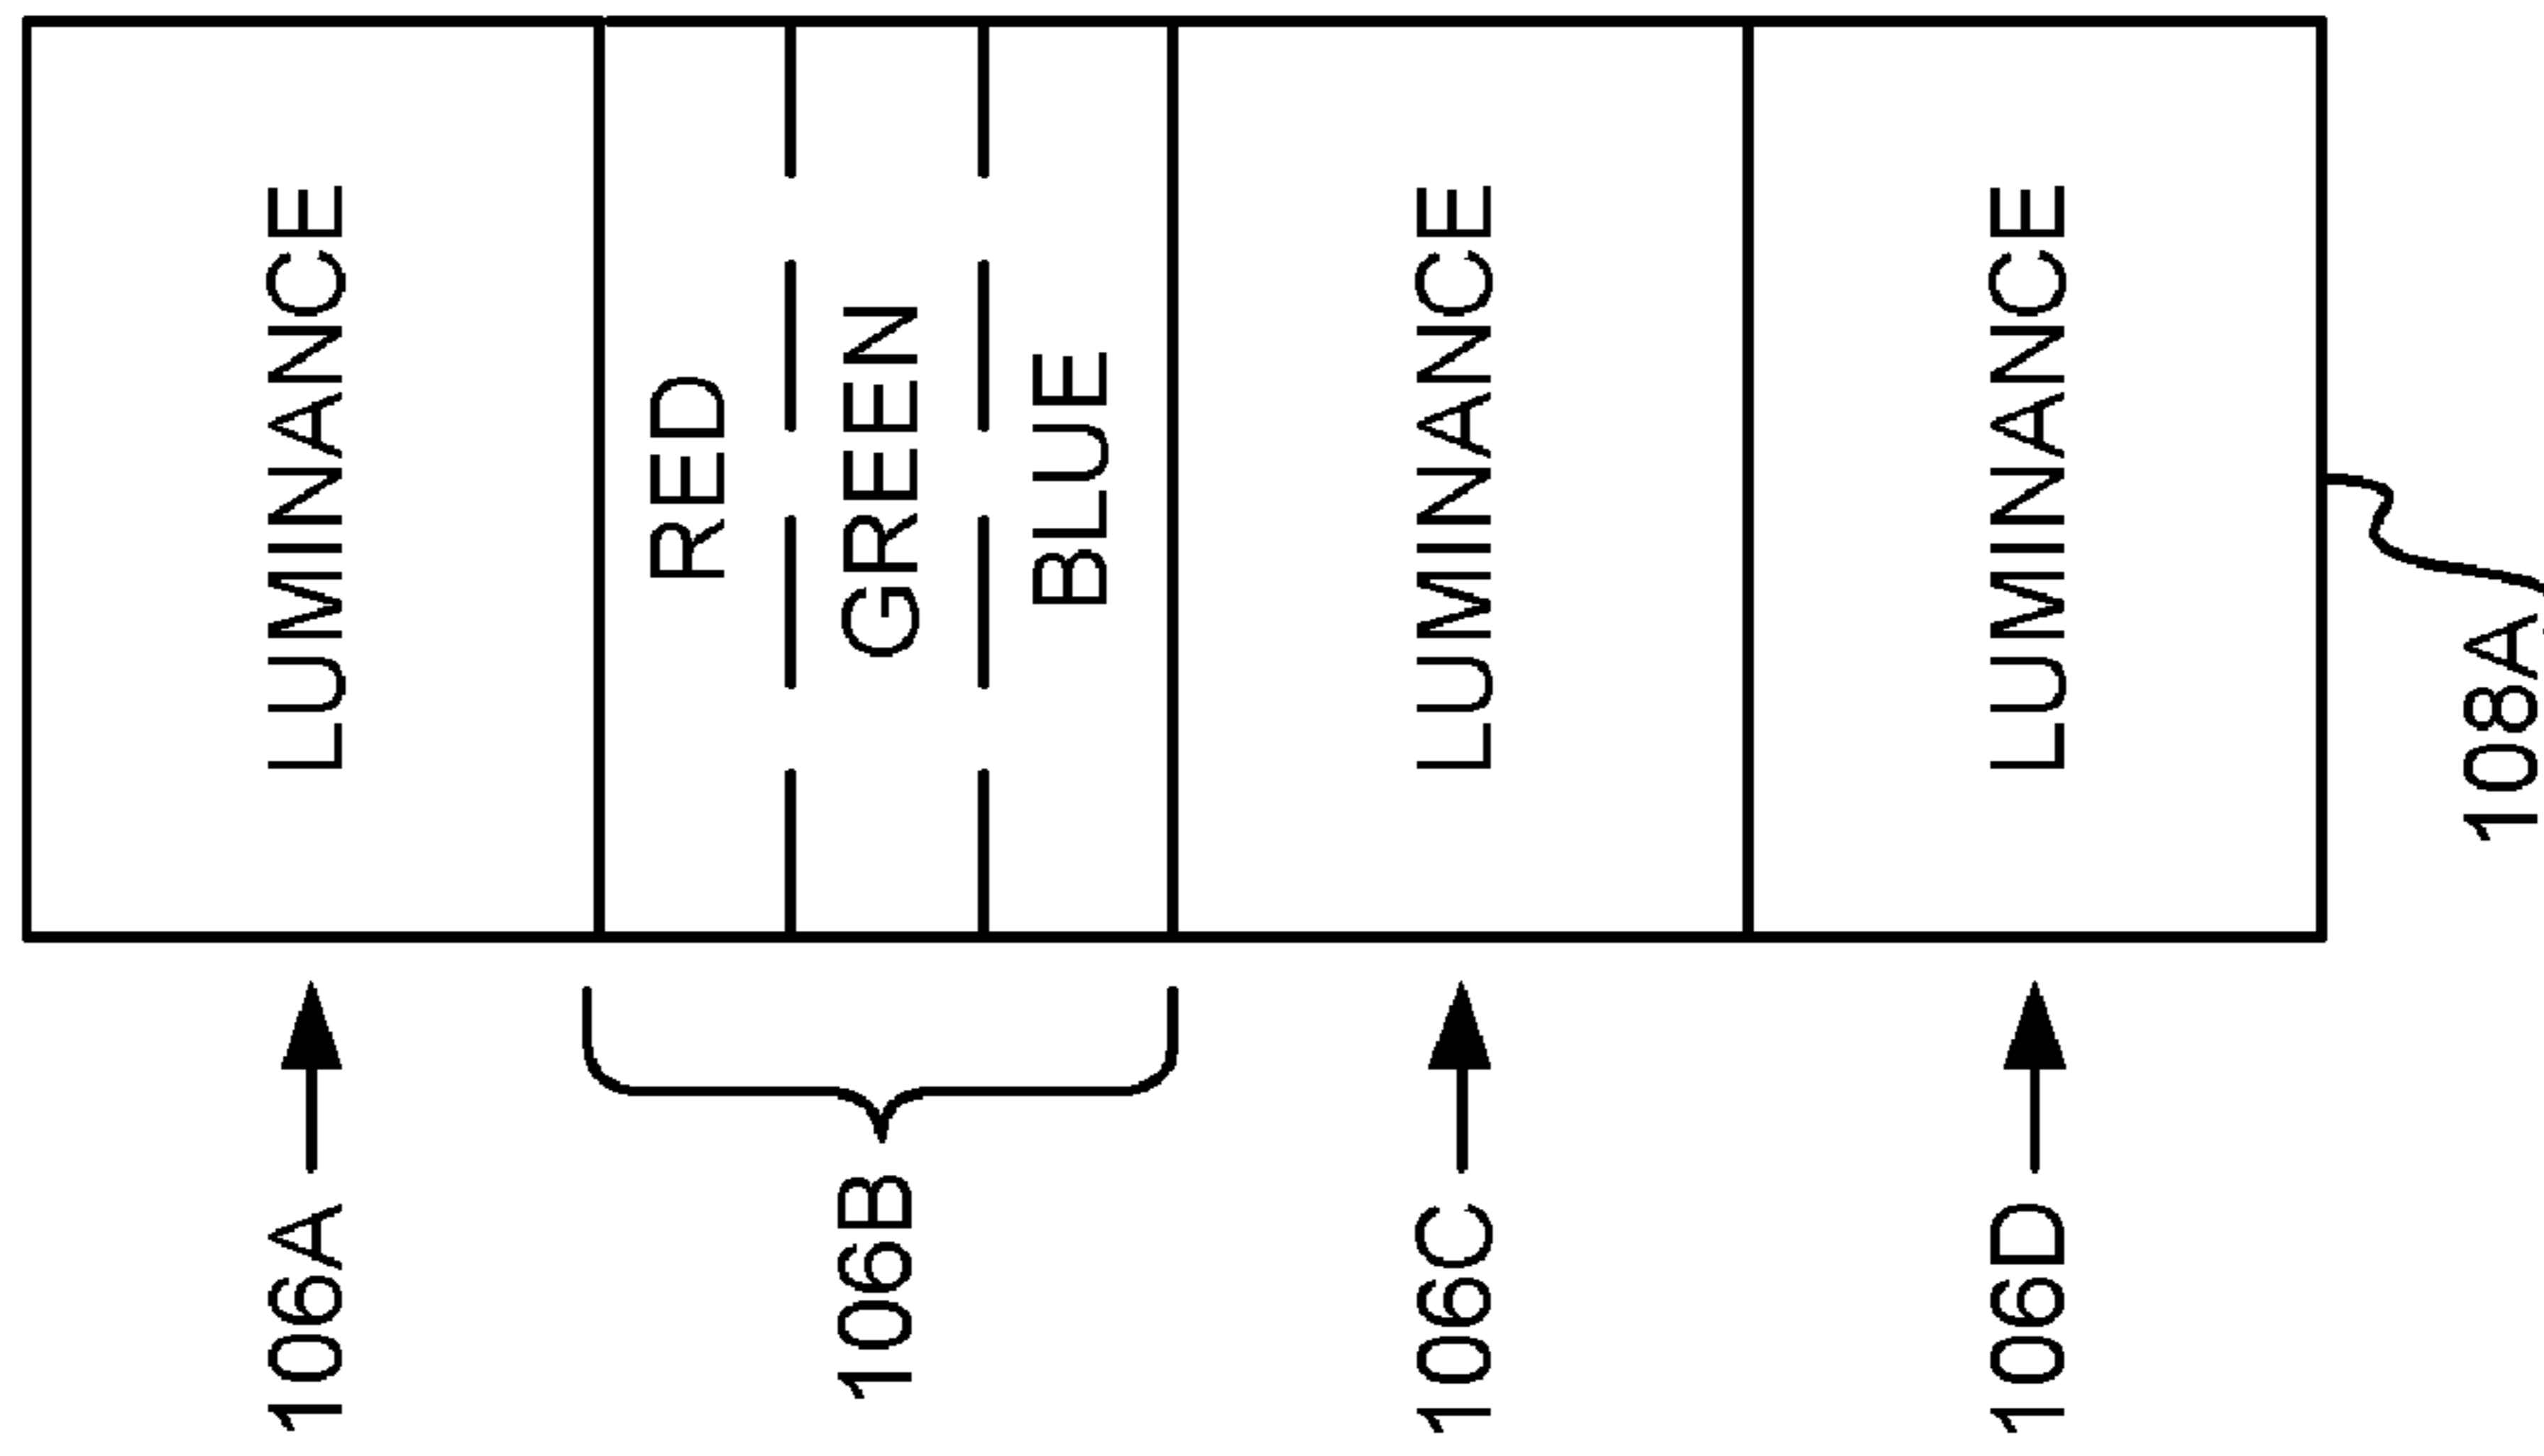 106A LUMINANCE
RED
106B GREEN
BLUE
106C LUMINANCE
106D LUMINANCE
108A